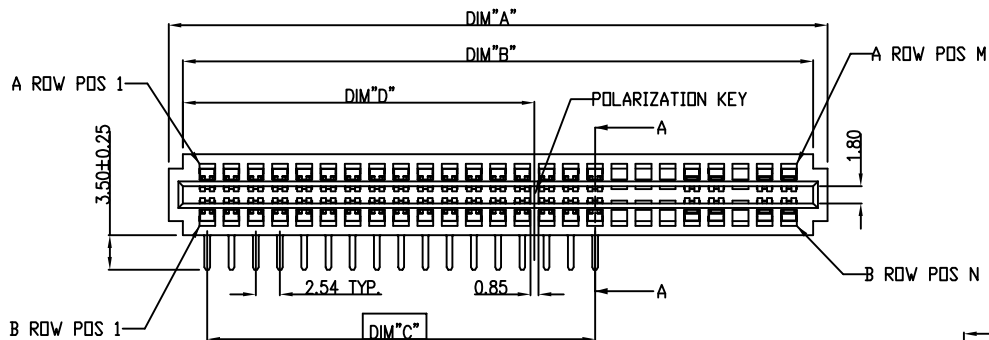 DIM"A"
DIM"B"
A ROW POS 1
A ROW POS M
DIM"D"
POLARIZATION KEY
A
3.50±0.25
1.80
2.54 TYP.
0.85
A
B ROW POS N
B ROW POS 1
DIM"C"